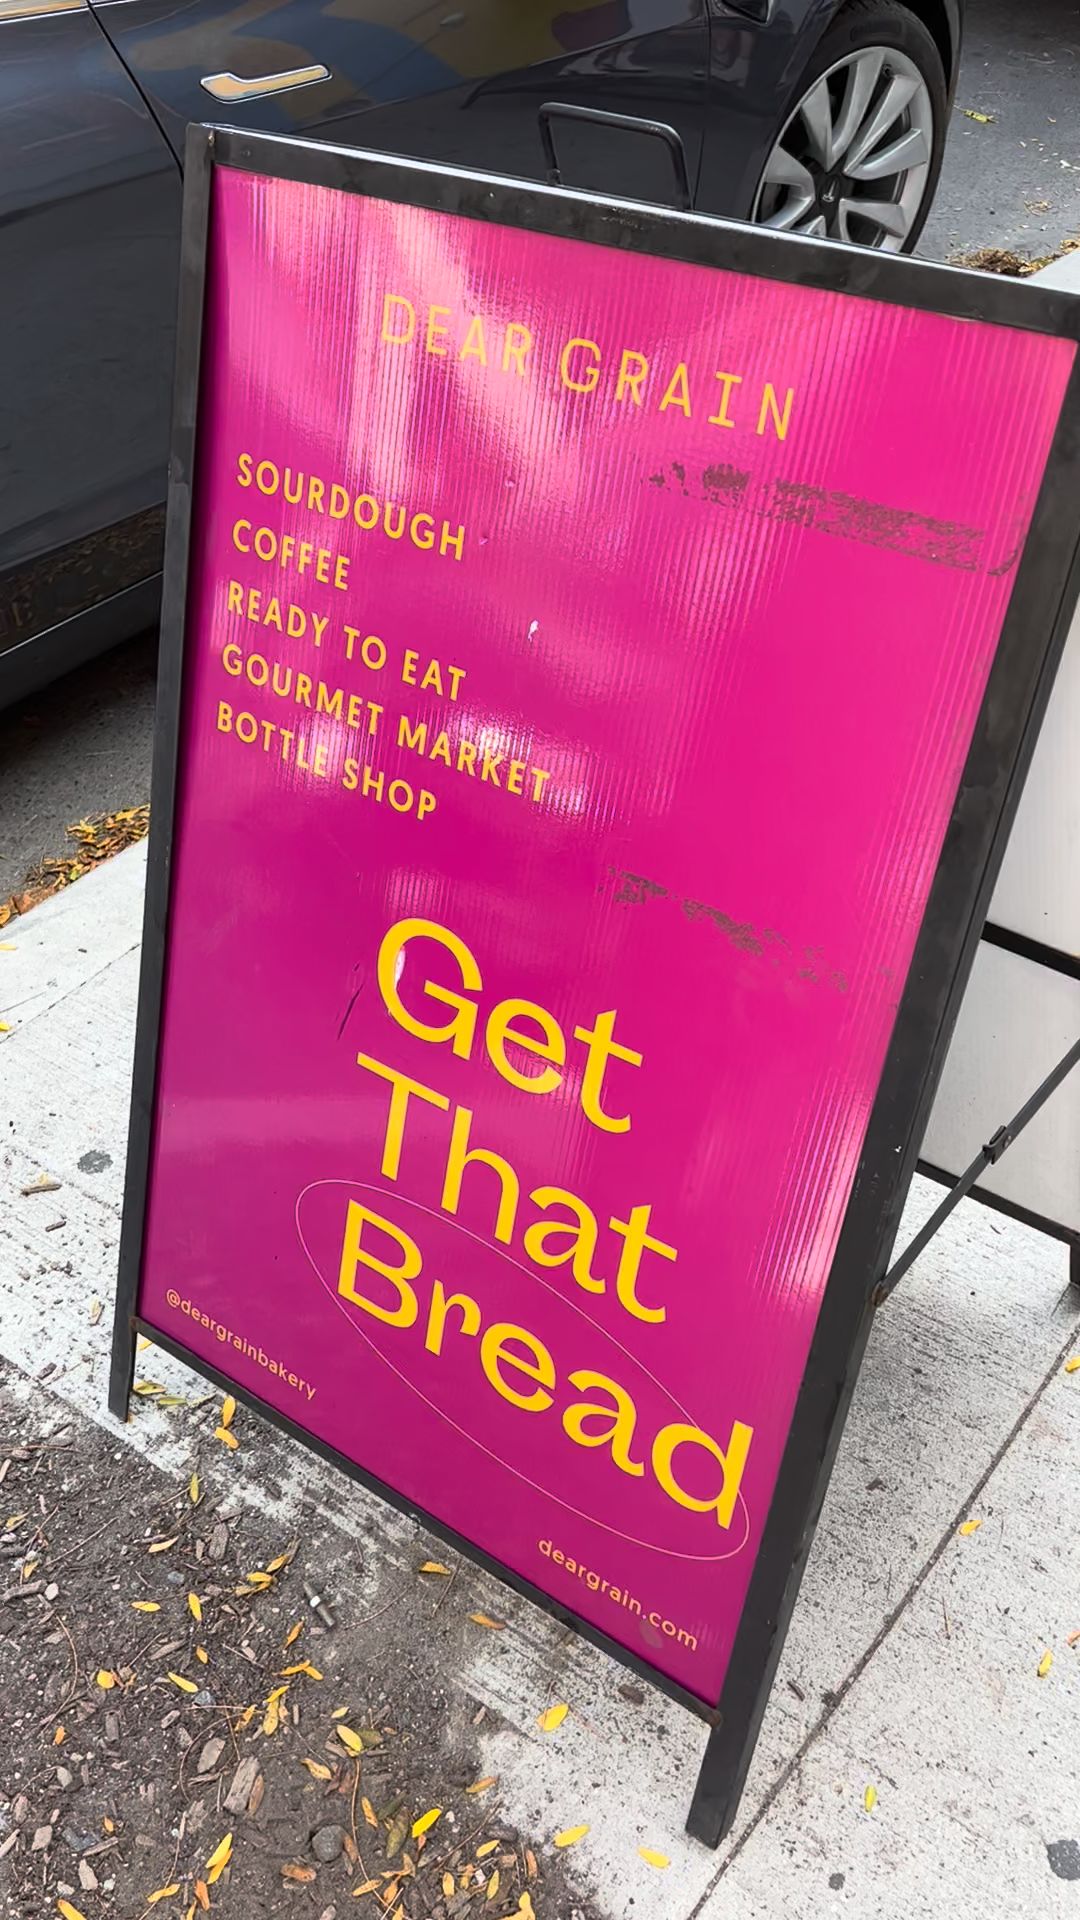 DEAR GRAIN
SOURDOUGH
COFFEE
READY TO EAT
GOURMET MARKET
BOTTLE SHOP
Get
That
Bread
@deargrainbakery
deargrain.com